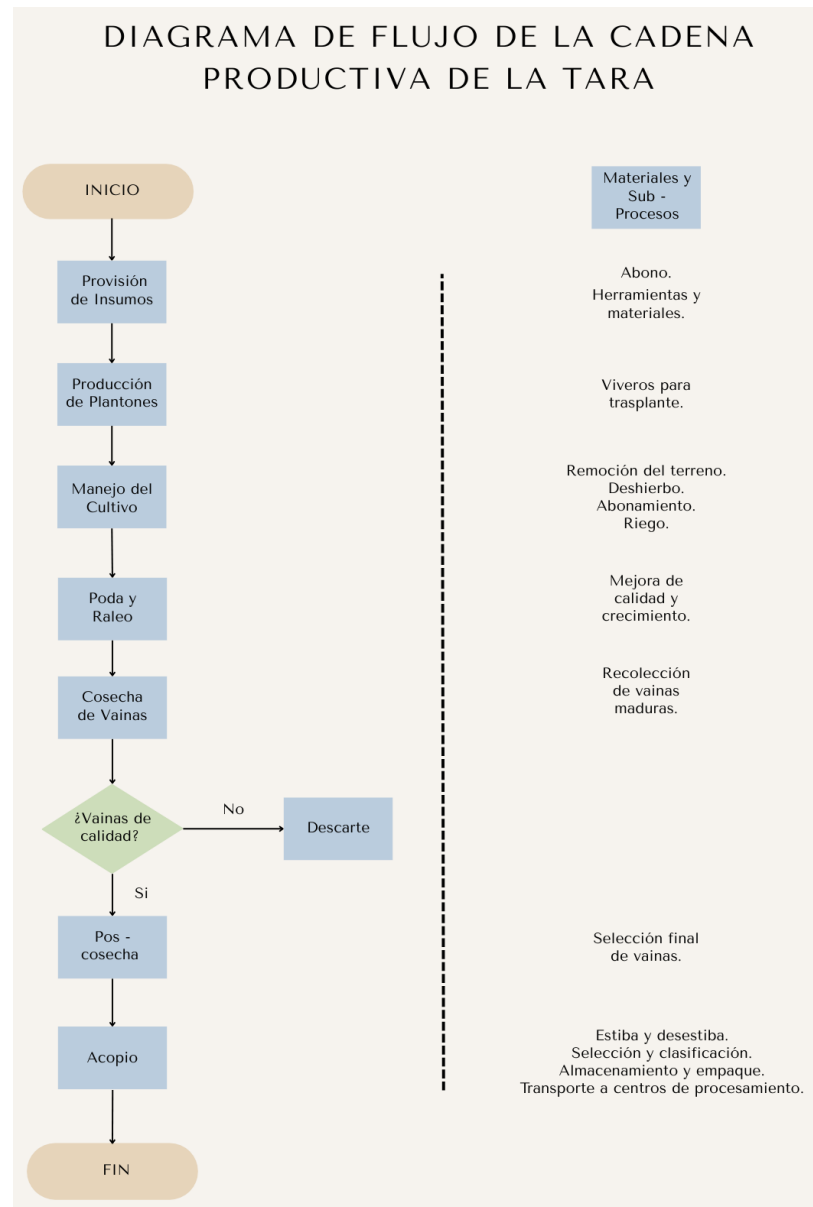 DIAGRAMA DE FLUJO DE LA CADENA
PRODUCTIVA DE LA TARA
INICIO
Materiales y
Sub -
Procesos
Provisión
de Insumos
Abono.
Herramientas y
materiales.
Producción
de Plantones
Viveros para
trasplante.
Manejo del
Cultivo
Remoción del terreno.
Deshierbo.
Abonamiento.
Riego.
Poda y
Raleo
Mejora de
calidad y
crecimiento.
Cosecha
de Vainas
Recolección
de vainas
maduras.
¿Vainas de
calidad?
No
Descarte
Si
Pos -
cosecha
Selección final
de vainas.
Acopio
Estiba y desestiba.
Selección y clasificación.
Almacenamiento y empaque.
Transporte a centros de procesamiento.
FIN